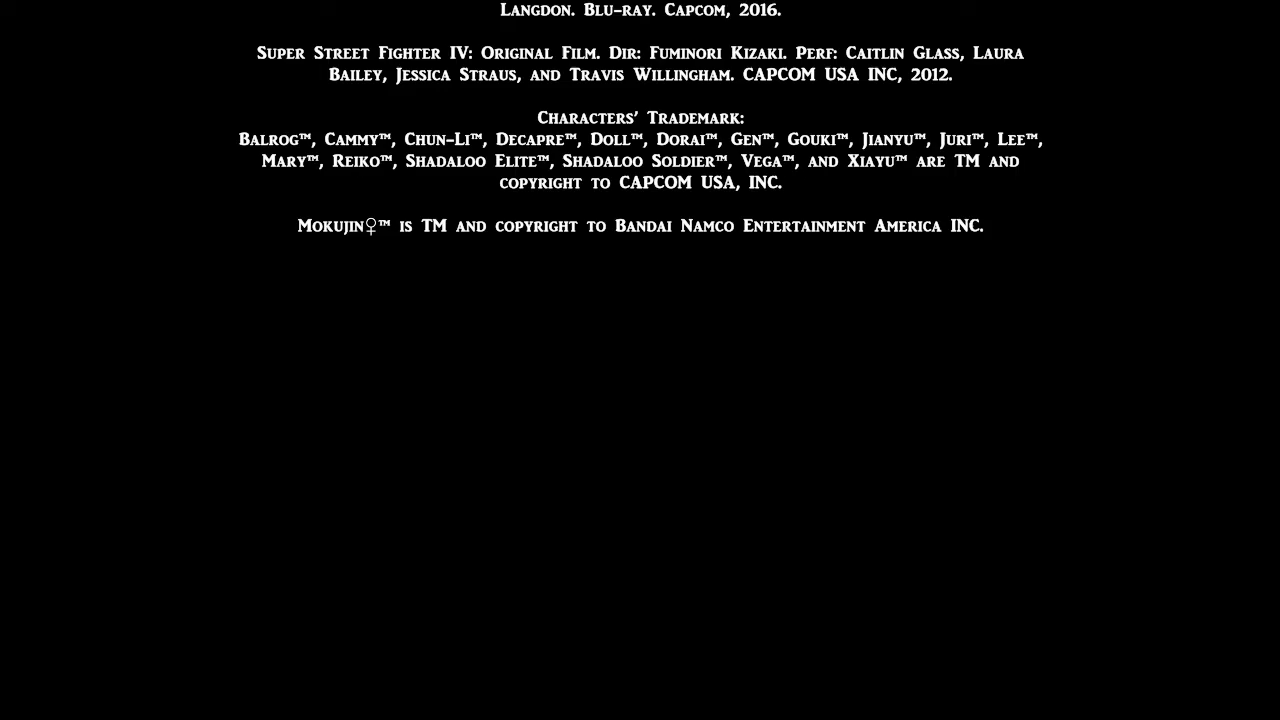 Langdon. Blu-ray. Capcom, 2016.
Super Street Fighter IV: Original Film. Dir: Fuminori Kizaki. Perf: Caitlin Glass, Laura
Bailey, Jessica Straus, and Travis Willingham. CAPCOM USA INC, 2012.
Characters' Trademark:
Balrog™, Cammy™, Chun-Li™, Decapre™, Doll™, Dorai™, Gen™, Gouki™, Jianyu™, Juri™, Lee™,
Mary™, Reiko™, Shadaloo Elite™, Shadaloo Soldier™, Vega™, and Xiayu™ are TM and
copyright to CAPCOM USA, INC.
Mokujin♀™ is TM and copyright to Bandai Namco Entertainment America INC.